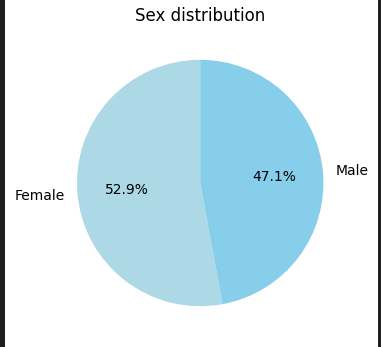 Sex distribution
47.1%
Male
Female
52.9%